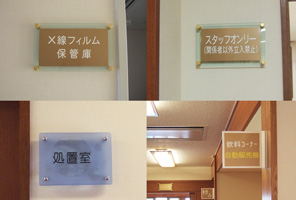 X線フィルム
保管庫
スタッフオンリー
(関係者以外立入禁止)
処置室
飲料コーナー
自動販売機